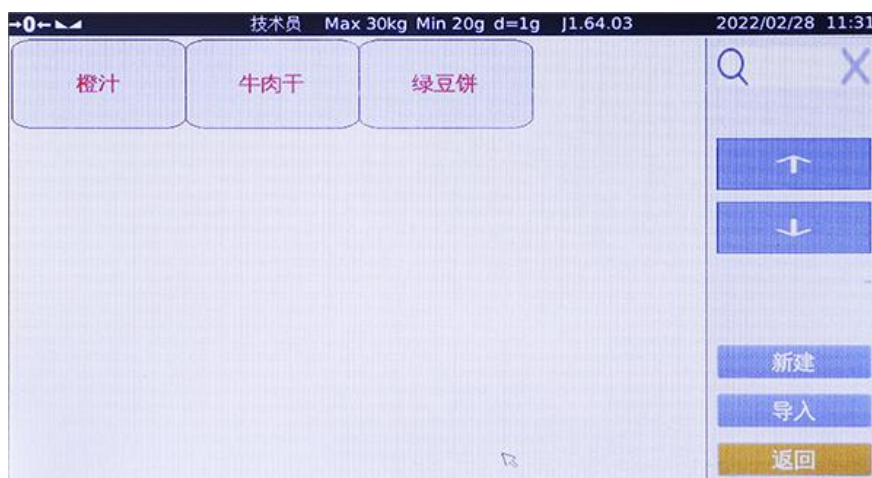 →0← 技术员 Max 30kg Min 20g d=1g J1.64.03 2022/02/28 11:31
橙汁 牛肉干 绿豆饼
新建
导入
返回